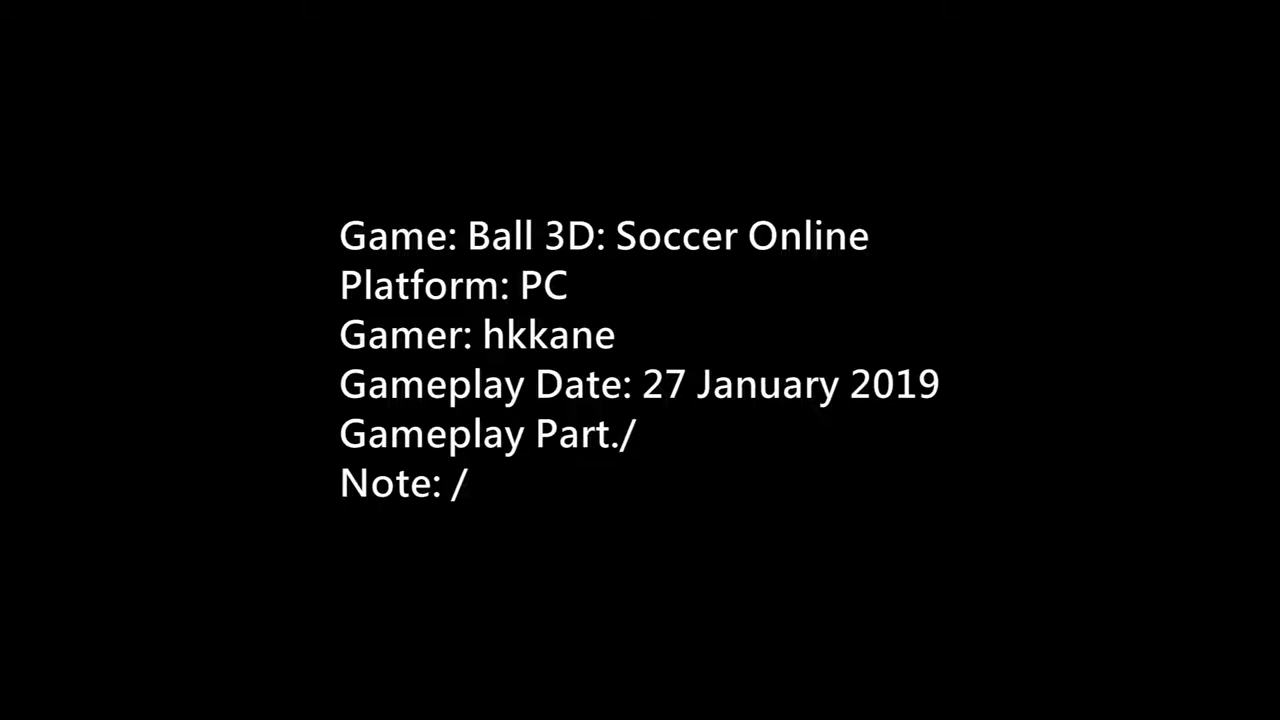 Game: Ball 3D: Soccer Online
Platform: PC
Gamer: hkkane
Gameplay Date: 27 January 2019
Gameplay Part./
Note: /